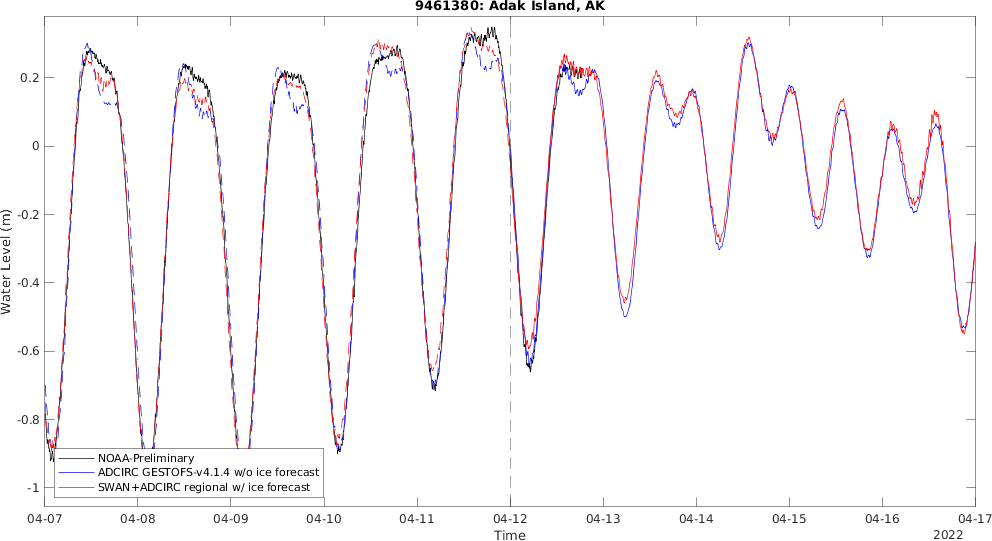 9461380: Adak Island, AK
Water Level (m)
0.2
0
-0.2
-0.4
-0.6
-0.8
-1
NOAA-Preliminary
ADCIRC GESTOFS-v4.1.4 w/o ice forecast
SWAN+ADCIRC regional w/ ice forecast
04-07 04-08 04-09 04-10 04-11 04-12 04-13 04-14 04-15 04-16 04-17
Time
2022